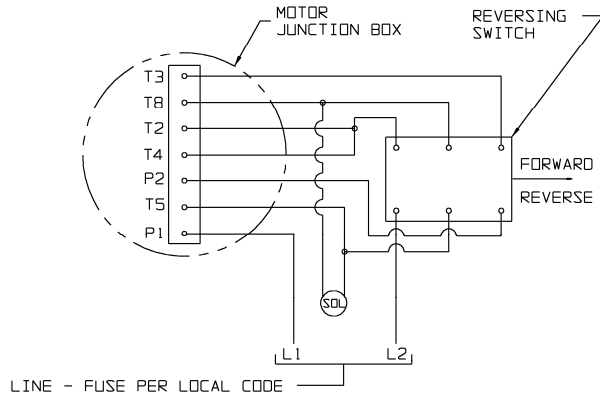 MOTOR
JUNCTION BOX
REVERSING
SWITCH
T3
T8
T2
T4
P2
T5
P1
FORWARD
REVERSE
SOL
L1
L2
LINE - FUSE PER LOCAL CODE